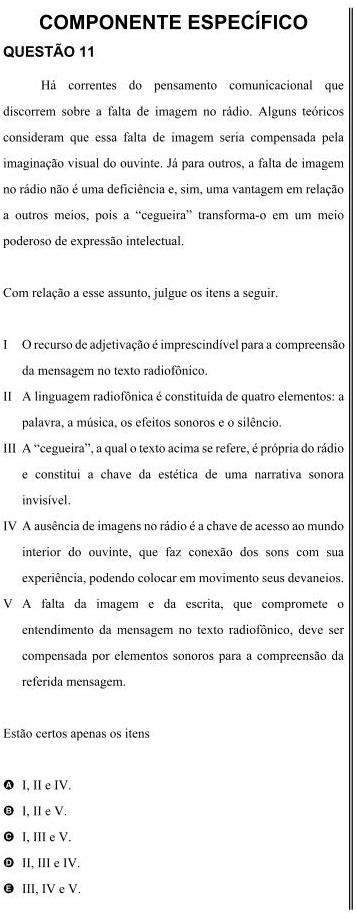 COMPONENTE ESPECÍFICO
QUESTÃO 11
Há correntes do pensamento comunicacional que
discorrem sobre a falta de imagem no rádio. Alguns teóricos
consideram que essa falta de imagem seria compensada pela
imaginação visual do ouvinte. Já para outros, a falta de imagem
no rádio não é uma deficiência e, sim, uma vantagem em relação
a outros meios, pois a “cegueira” transforma-o em um meio
poderoso de expressão intelectual.
Com relação a esse assunto, julgue os itens a seguir.
I O recurso de adjetivação é imprescindível para a compreensão
da mensagem no texto radiofônico.
II A linguagem radiofônica é constituída de quatro elementos: a
palavra, a música, os efeitos sonoros e o silêncio.
III A “cegueira”, a qual o texto acima se refere, é própria do rádio
e constitui a chave da estética de uma narrativa sonora
invisível.
IV A ausência de imagens no rádio é a chave de acesso ao mundo
interior do ouvinte, que faz conexão dos sons com sua
experiência, podendo colocar em movimento seus devaneios.
V A falta da imagem e da escrita, que compromete o
entendimento da mensagem no texto radiofônico, deve ser
compensada por elementos sonoros para a compreensão da
referida mensagem.
Estão certos apenas os itens
A I, II e IV.
B I, II e V.
C I, III e V.
D II, III e IV.
E III, IV e V.